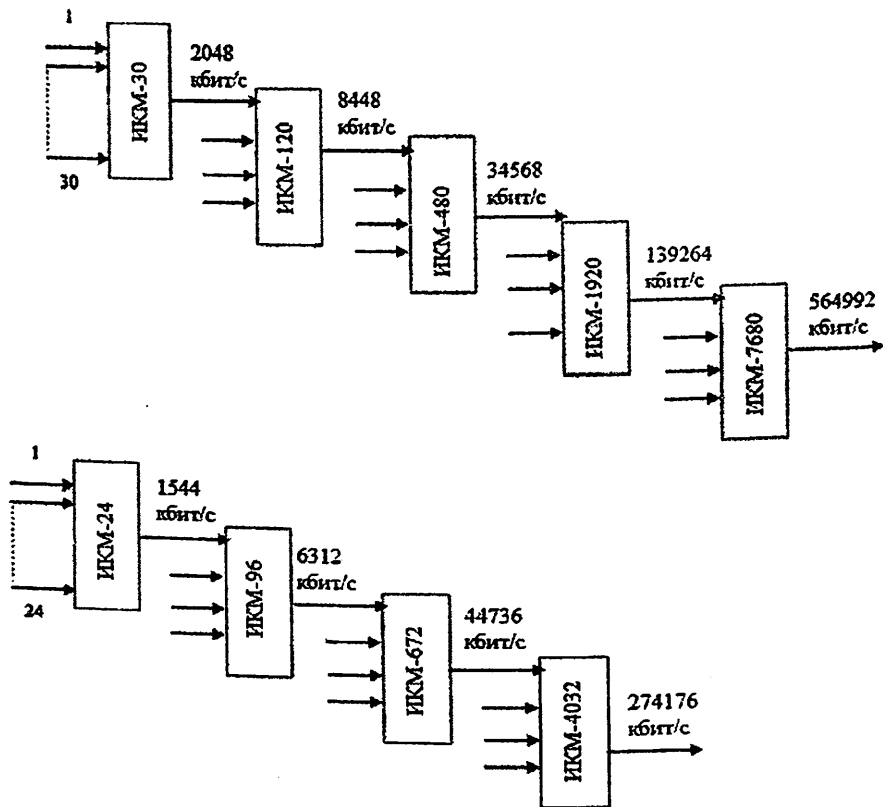 1
30
ИКМ-30
2048
кбит/с
ИКМ-120
8448
кбит/с
ИКМ-480
34568
кбит/с
ИКМ-1920
139264
кбит/с
ИКМ-7680
564992
кбит/с
1
24
ИКМ-24
1544
кбит/с
ИКМ-96
6312
кбит/с
ИКМ-672
44736
кбит/с
ИКМ-4032
274176
кбит/с